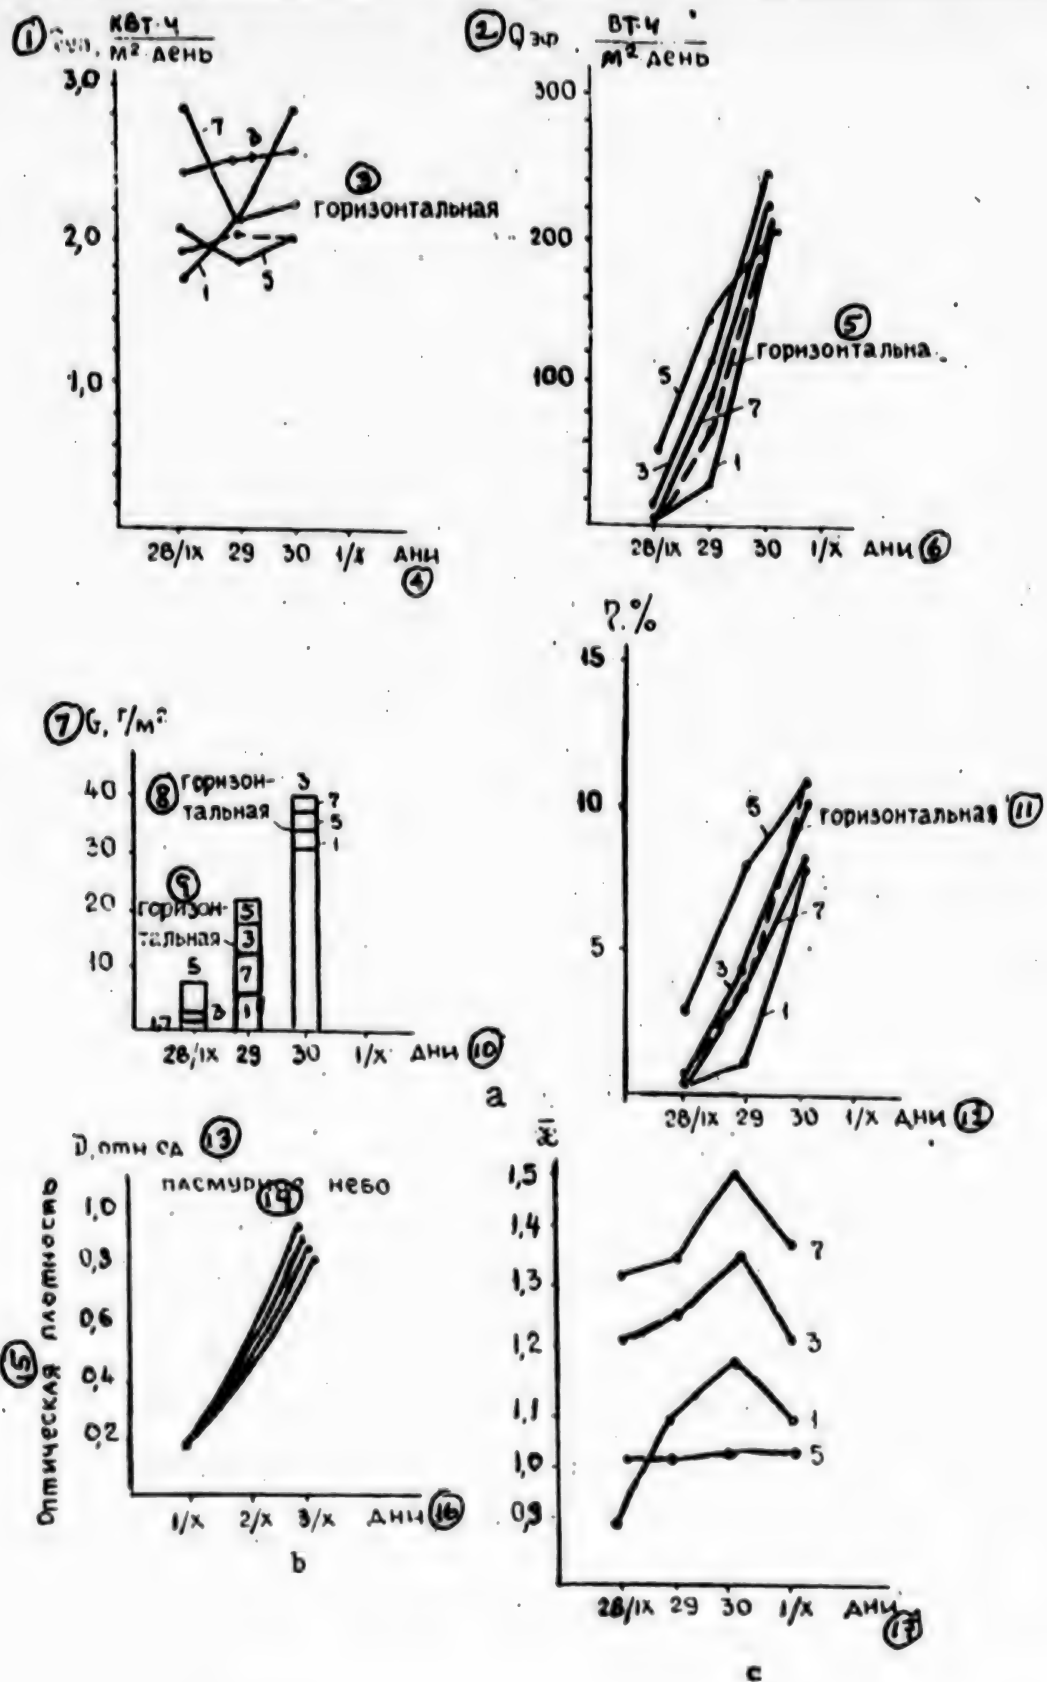 ① КВТ·Ч
М² ДЕНЬ
3,0
2,0
1,0
7
3
③
ГОРИЗОНТАЛЬНАЯ
1
5
28/IX 29 30 1/X ДНИ
④
② Q эф. ВТ·Ч
М² ДЕНЬ
300
200
100
⑤
ГОРИЗОНТАЛЬНА
5
7
3
1
28/IX 29 30 1/X ДНИ ⑥
⑦ G, Г/М²
40
30
20
10
⑧ ГОРИЗОН-
ТАЛЬНАЯ
3
7
5
1
⑨
ГОРИЗОН-
ТАЛЬНАЯ
5
3
7
1
5
1,7
3
28/IX 29 30 1/X ДНИ ⑩
а
η.%
15
10
5
5
ГОРИЗОНТАЛЬНАЯ ⑪
7
3
1
28/IX 29 30 1/X ДНИ ⑫
D, ОТН ЕД ⑬
⑭
НЕБО
⑮ ОПТИЧЕСКАЯ ПЛОТНОСТЬ
1,0
0,8
0,6
0,4
0,2
1/X 2/X 3/X ДНИ ⑯
b
æ
1,5
1,4
1,3
1,2
1,1
1,0
0,9
7
3
1
5
28/IX 29 30 1/X ДНИ
⑰
c